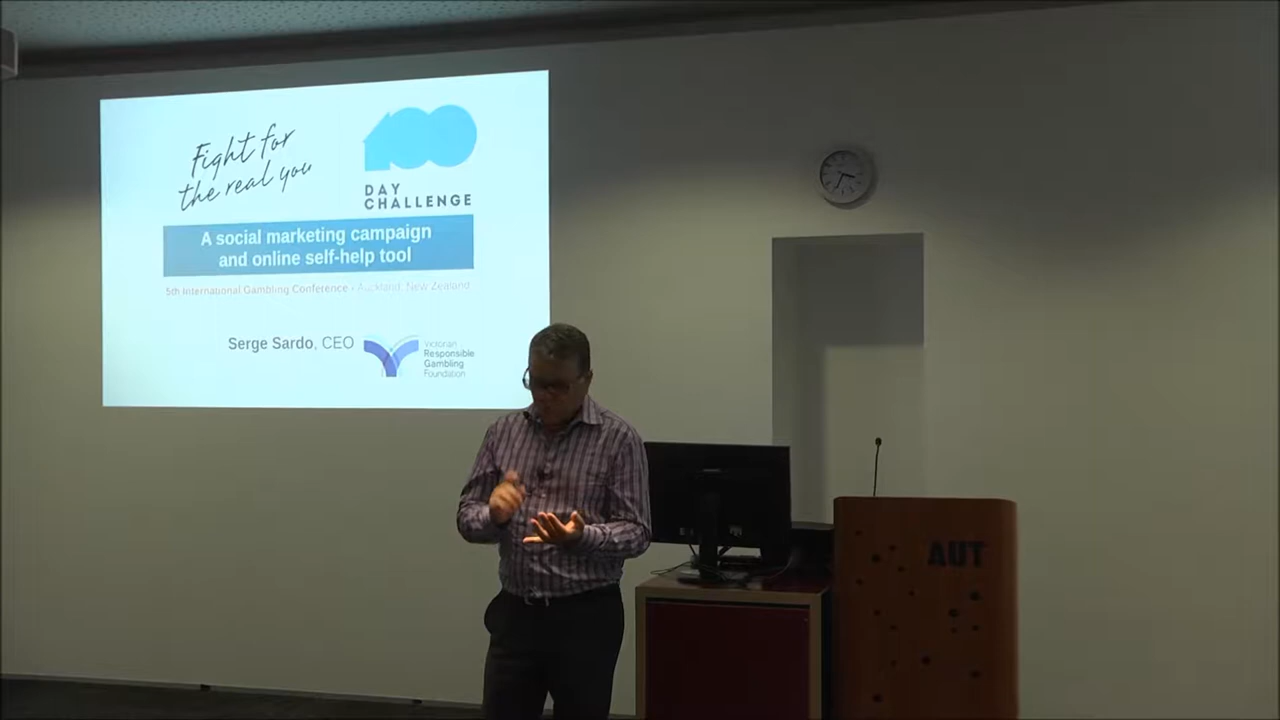 Fight for
the real you
100
DAY
CHALLENGE
A social marketing campaign
and online self-help tool
5th International Gambling Conference • Auckland, New Zealand
Serge Sardo, CEO
Victorian
Responsible
Gambling
Foundation
AUT